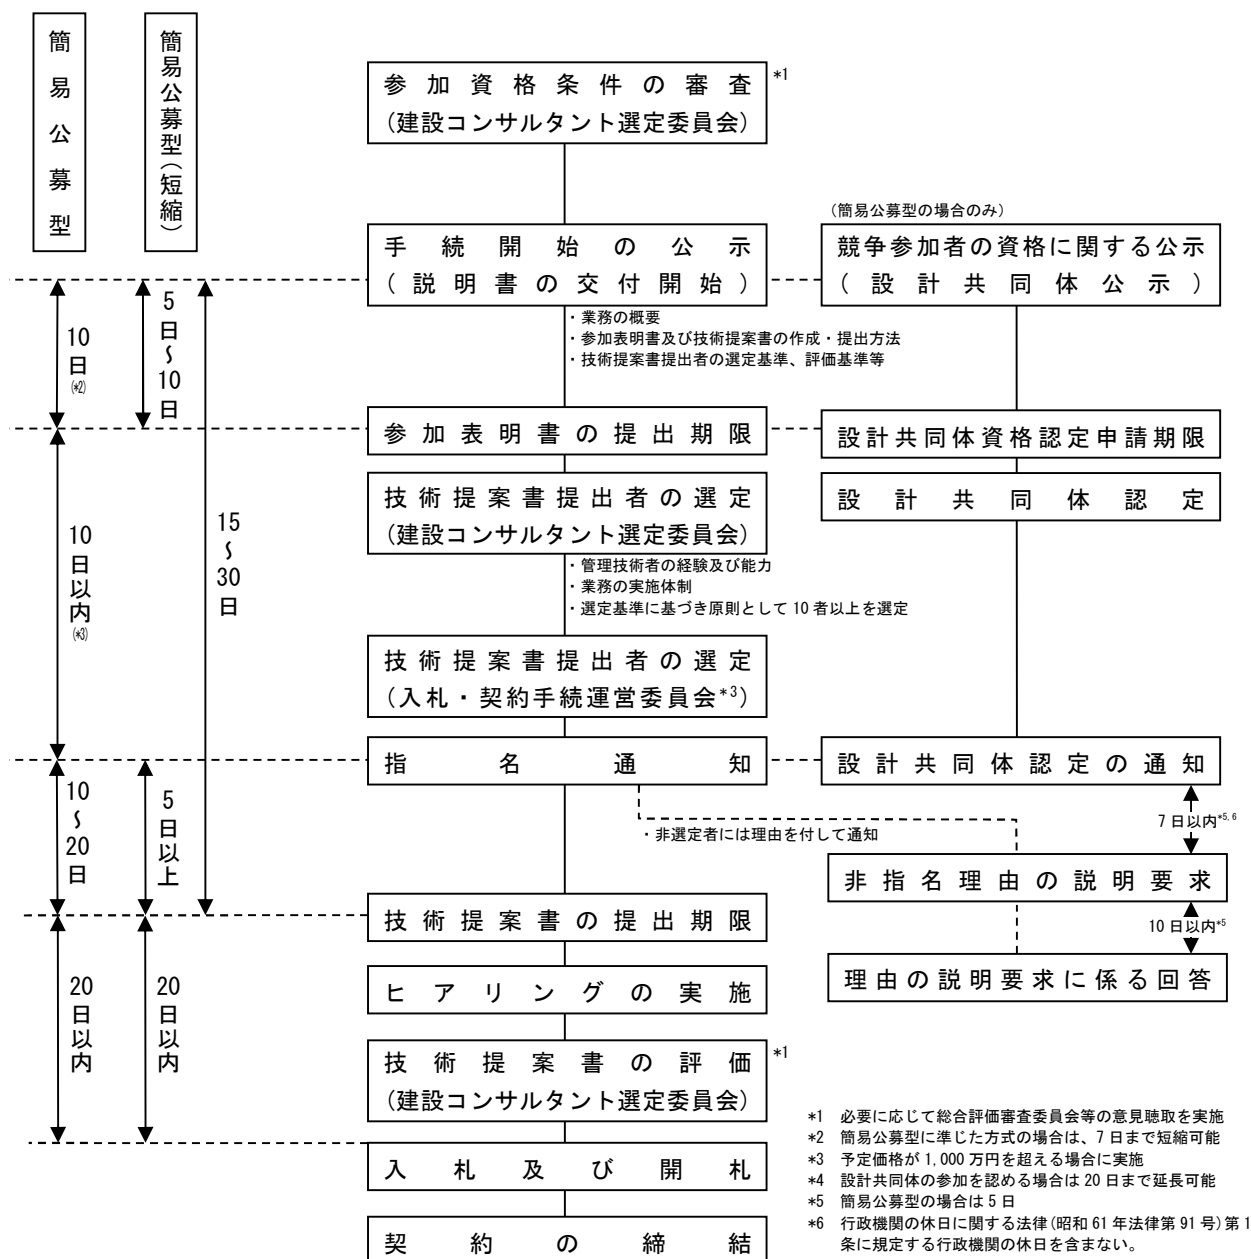 簡易公募型
簡易公募型(短縮)
参加資格条件の審査
(建設コンサルタント選定委員会)
*1
手続開始の公示
(説明書の交付開始)
(簡易公募型の場合のみ)
競争参加者の資格に関する公示
(設計共同体公示)
・業務の概要
・参加表明書及び技術提案書の作成・提出方法
・技術提案書提出者の選定基準、評価基準等
10日(*2)
5日~10日
15~30日
参加表明書の提出期限
設計共同体資格認定申請期限
技術提案書提出者の選定
(建設コンサルタント選定委員会)
設計共同体認定
・管理技術者の経験及び能力
・業務の実施体制
・選定基準に基づき原則として10者以上を選定
10日以内(*3)
技術提案書提出者の選定
(入札・契約手続運営委員会*3)
指名通知
設計共同体認定の通知
10~20日
5日以上
・非選定者には理由を付して通知
7日以内*5,6
非指名理由の説明要求
技術提案書の提出期限
10日以内*5
理由の説明要求に係る回答
20日以内
20日以内
ヒアリングの実施
技術提案書の評価
(建設コンサルタント選定委員会)
*1
入札及び開札
契約の締結
*1 必要に応じて総合評価審査委員会等の意見聴取を実施
*2 簡易公募型に準じた方式の場合は、7日まで短縮可能
*3 予定価格が1,000万円を超える場合に実施
*4 設計共同体の参加を認める場合は20日まで延長可能
*5 簡易公募型の場合は5日
*6 行政機関の休日に関する法律(昭和61年法律第91号)第1
条に規定する行政機関の休日を含まない。